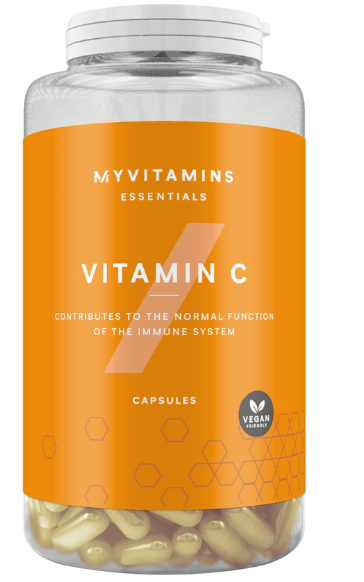 MYVITAMINS
ESSENTIALS
VITAMIN C
CONTRIBUTES TO THE NORMAL FUNCTION
OF THE IMMUNE SYSTEM
CAPSULES
VEGAN
FRIENDLY